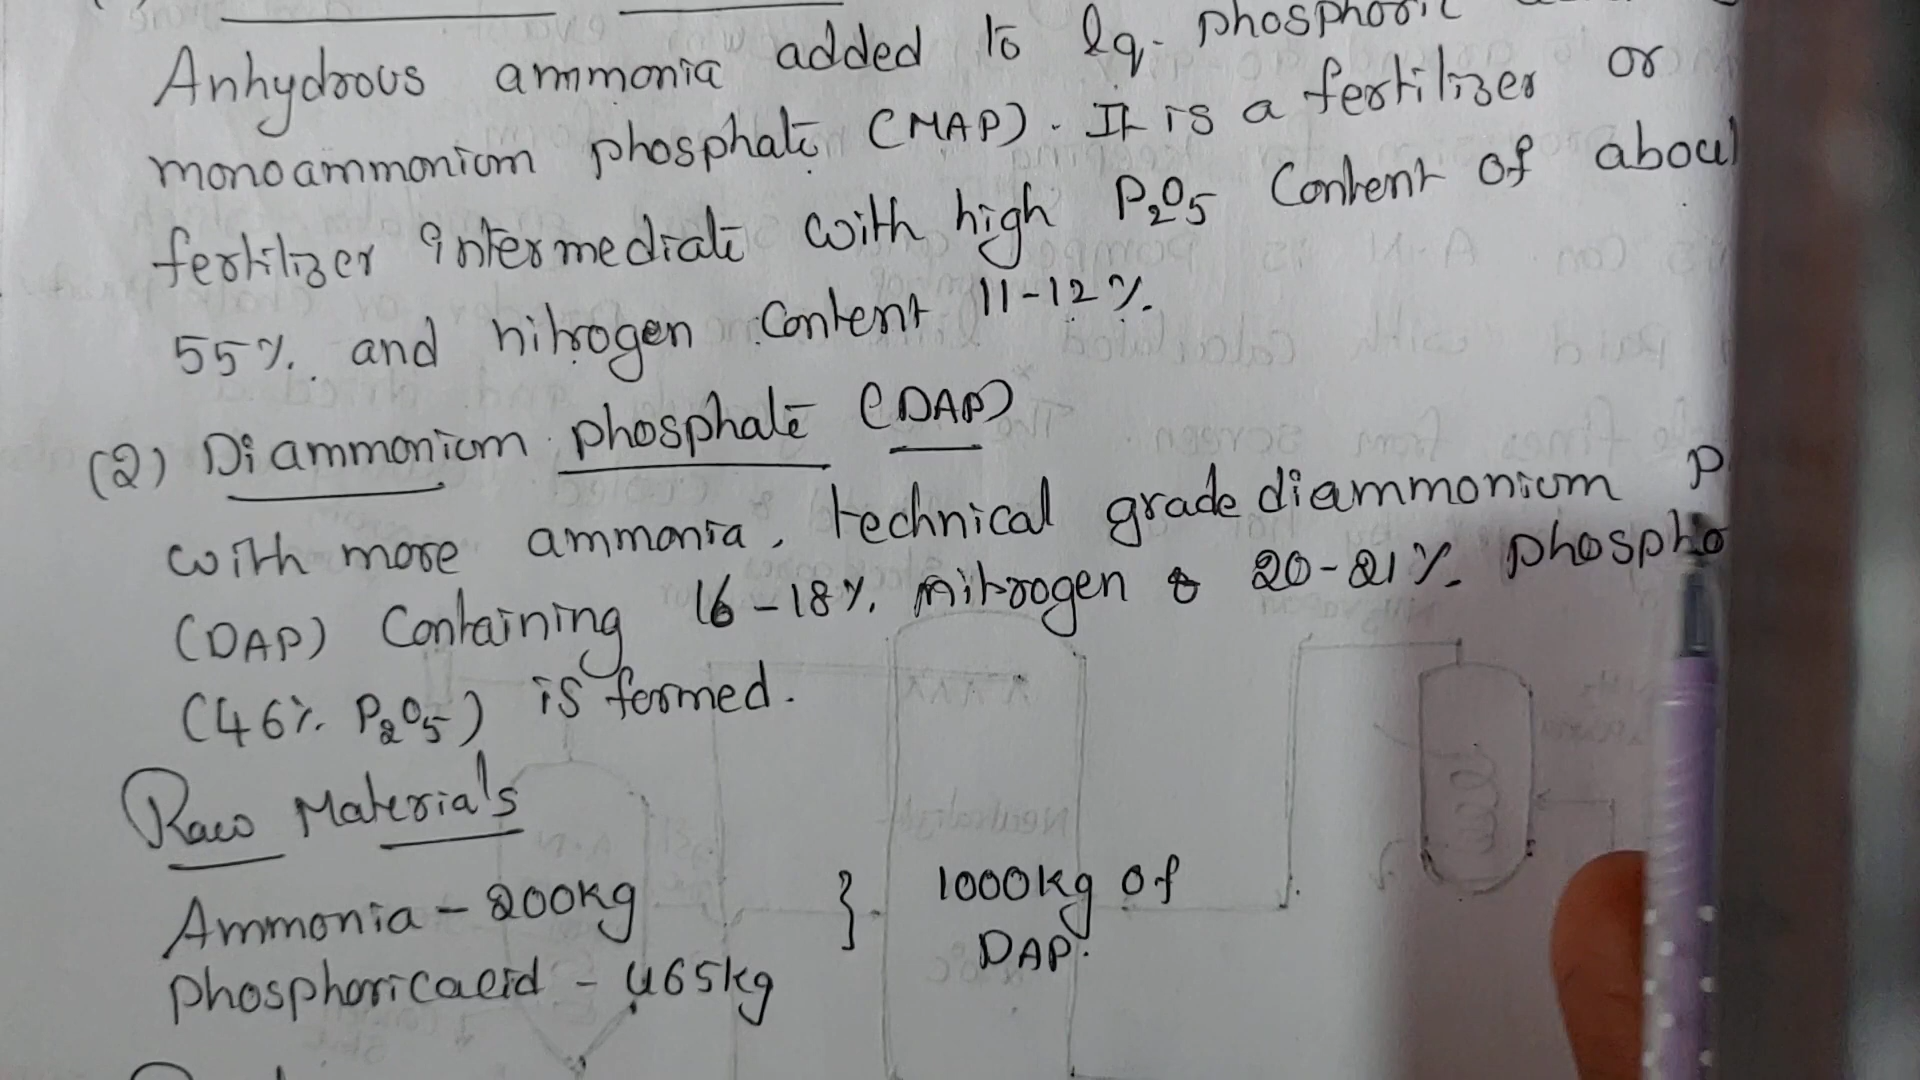 Anhydrous ammonia added to lq. phosphoric
monoammonium phosphate (MAP). It is a fertilizer or
fertilizer intermediate with high P2O5 Content of about
55% and nitrogen Content 11-12%.
(2) Diammonium phosphate (DAP)
with more ammonia, technical grade diammonium P
(DAP) Containing 16-18% Nitrogen & 20-21% phospho
(46% P2O5) is formed.
Raw Materials
Ammonia - 200kg } 1000kg of
phosphoric acid - 465kg DAP.